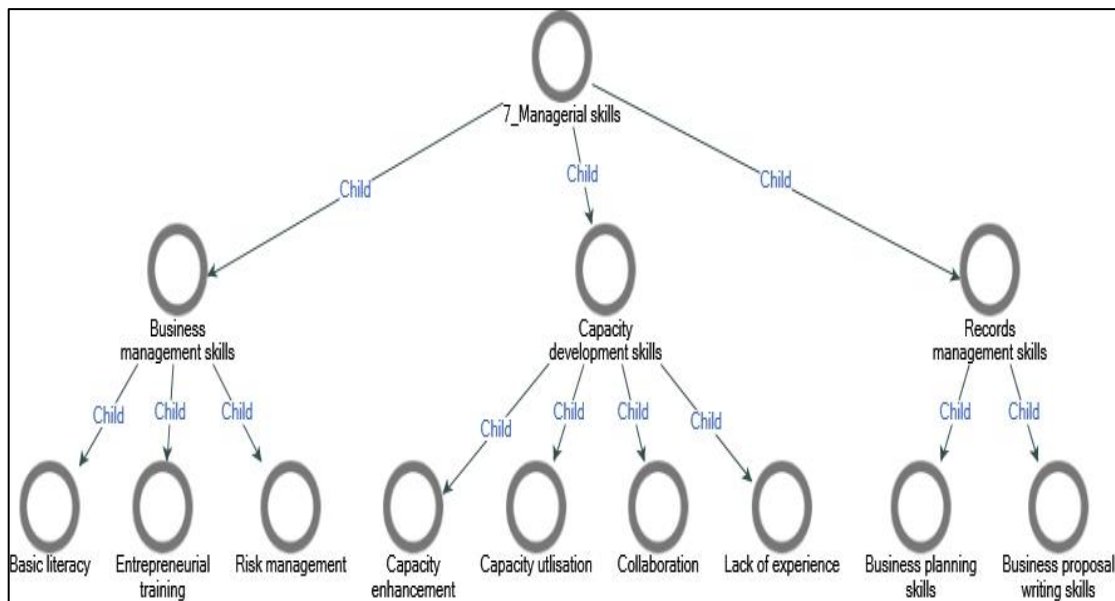 7_Managerial skills
Child
Child
Child
Business
management skills
Capacity
development skills
Records
management skills
Child
Child
Child
Child
Child
Child
Child
Child
Child
Basic literacy
Entrepreneurial
training
Risk management
Capacity
enhancement
Capacity utlisation
Collaboration
Lack of experience
Business planning
skills
Business proposal
writing skills